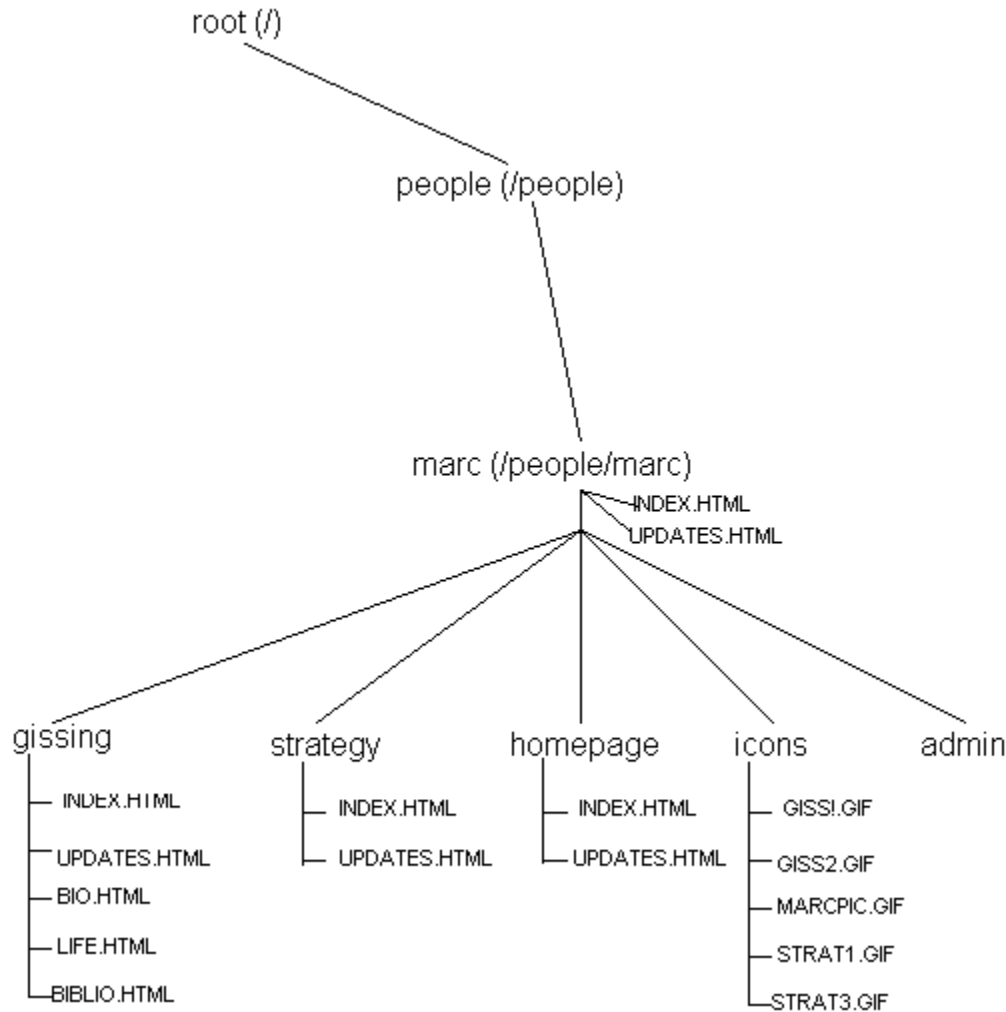 root (/)
people (/people)
marc (/people/marc)
INDEX.HTML
UPDATES.HTML
gissing
INDEX.HTML
UPDATES.HTML
BIO.HTML
LIFE.HTML
BIBLIO.HTML
strategy
INDEX.HTML
UPDATES.HTML
homepage
INDEX.HTML
UPDATES.HTML
icons
GISS!.GIF
GISS2.GIF
MARCPIC.GIF
STRAT1.GIF
STRAT3.GIF
admin